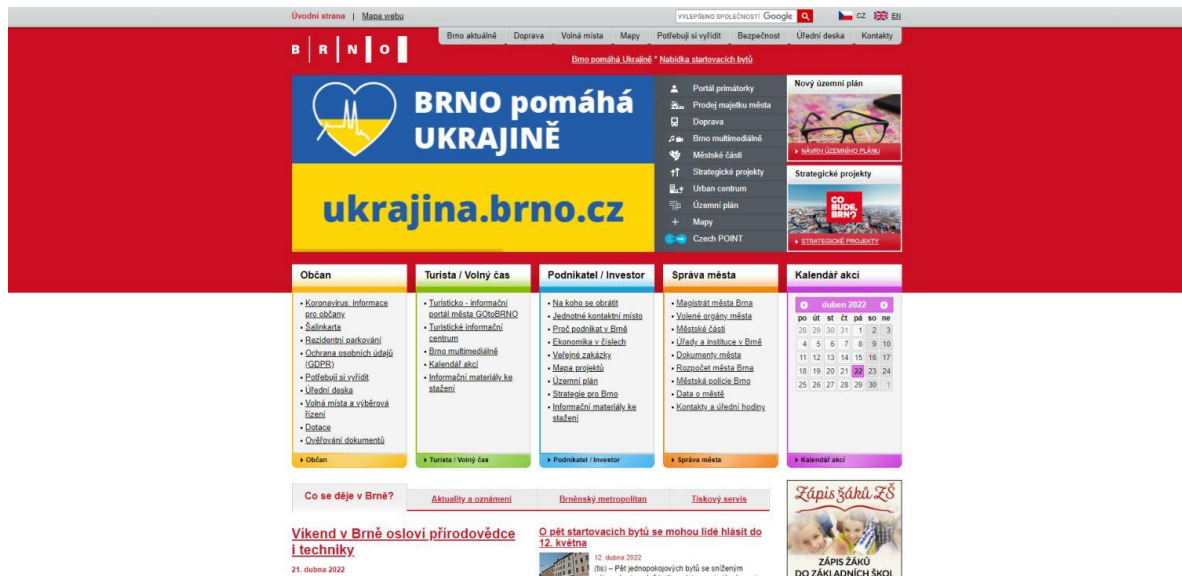 Úvodní strana | Mapa webu
VYLEPŠENO SPOLEČNOSTÍ Google
CZ EN
BRNO
Brno aktuálně Doprava Volná místa Mapy Potřebuji si vyřídit Bezpečnost Úřední deska Kontakty
Brno pomáhá Ukrajině * Nabídka startovacích bytů
BRNO pomáhá
UKRAJINĚ
ukrajina.brno.cz
Portál primátorky
Prodej majetku města
Doprava
Brno multimediálně
Městské části
Strategické projekty
Urban centrum
Územní plán
Mapy
Czech POINT
Nový územní plán
NÁVRH ÚZEMNÍHO PLÁNU
Strategické projekty
CO
BUDE,
BRNO?
STRATEGICKÉ PROJEKTY
Občan
Koronavirus: informace
pro občany
Šalinkarta
Rezidentní parkování
Ochrana osobních údajů
(GDPR)
Potřebuji si vyřídit
Úřední deska
Volná místa a výběrová
řízení
Dotace
Ověřování dokumentů
Občan
Turista / Volný čas
Turisticko - informační
portál města GOtoBRNO
Turistické informační
centrum
Brno multimediálně
Kalendář akcí
Informační materiály ke
stažení
Turista / Volný čas
Podnikatel / Investor
Na koho se obrátit
Jednotné kontaktní místo
Proč podnikat v Brně
Ekonomika v číslech
Veřejné zakázky
Mapa projektů
Územní plán
Strategie pro Brno
Informační materiály ke
stažení
Podnikatel / Investor
Správa města
Magistrát města Brna
Volené orgány města
Městské části
Úřady a instituce v Brně
Dokumenty města
Rozpočet města Brna
Městská policie Brno
Data o městě
Kontakty a úřední hodiny
Správa města
Kalendář akcí
duben 2022
po út st čt pá so ne
28 29 30 31 1 2 3
4 5 6 7 8 9 10
11 12 13 14 15 16 17
18 19 20 21 22 23 24
25 26 27 28 29 30 1
Kalendář akcí
Co se děje v Brně? Aktuality a oznámení Brněnský metropolitan Tiskový servis
Víkend v Brně osloví přírodovědce
i techniky
21. dubna 2022
O pět startovacích bytů se mohou lidé hlásit do
12. května
12. dubna 2022
(tis) – Pět jednopokojových bytů se sníženým
Zápis žáků ZŠ
ZÁPIS ŽÁKŮ
DO ZÁKLADNÍCH ŠKOL